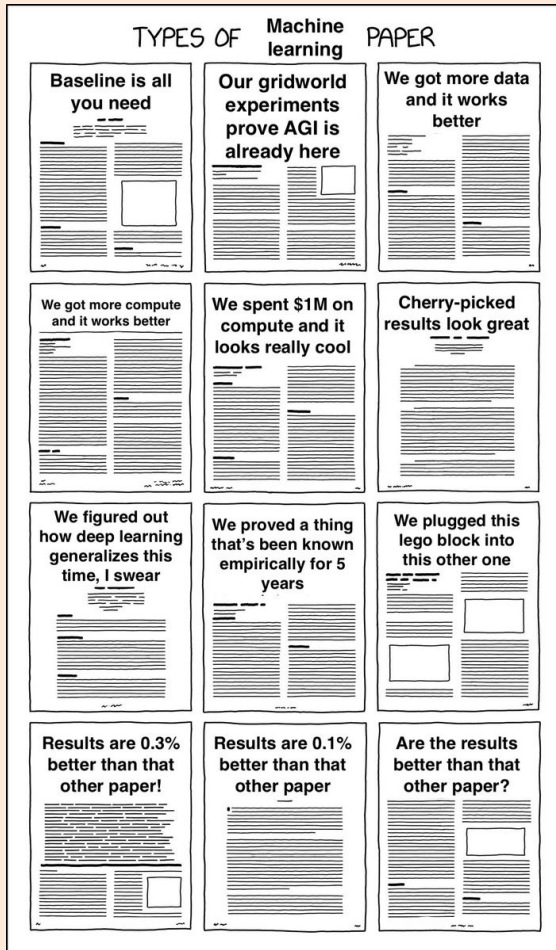 TYPES OF Machine learning PAPER
Baseline is all
you need
Our gridworld
experiments
prove AGI is
already here
We got more data
and it works
better
We got more compute
and it works better
We spent $1M on
compute and it
looks really cool
Cherry-picked
results look great
We figured out
how deep learning
generalizes this
time, I swear
We proved a thing
that's been known
empirically for 5
years
We plugged this
lego block into
this other one
Results are 0.3%
better than that
other paper!
Results are 0.1%
better than that
other paper
Are the results
better than that
other paper?